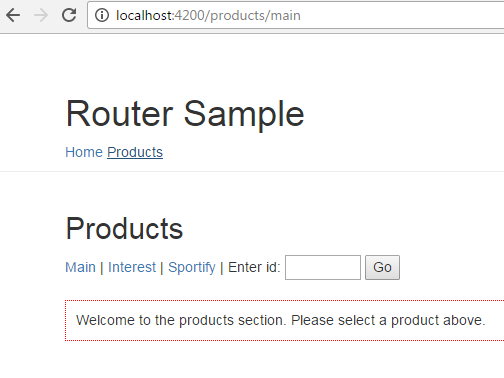 localhost:4200/products/main
Router Sample
Home Products
Products
Main | Interest | Sportify | Enter id: Go
Welcome to the products section. Please select a product above.